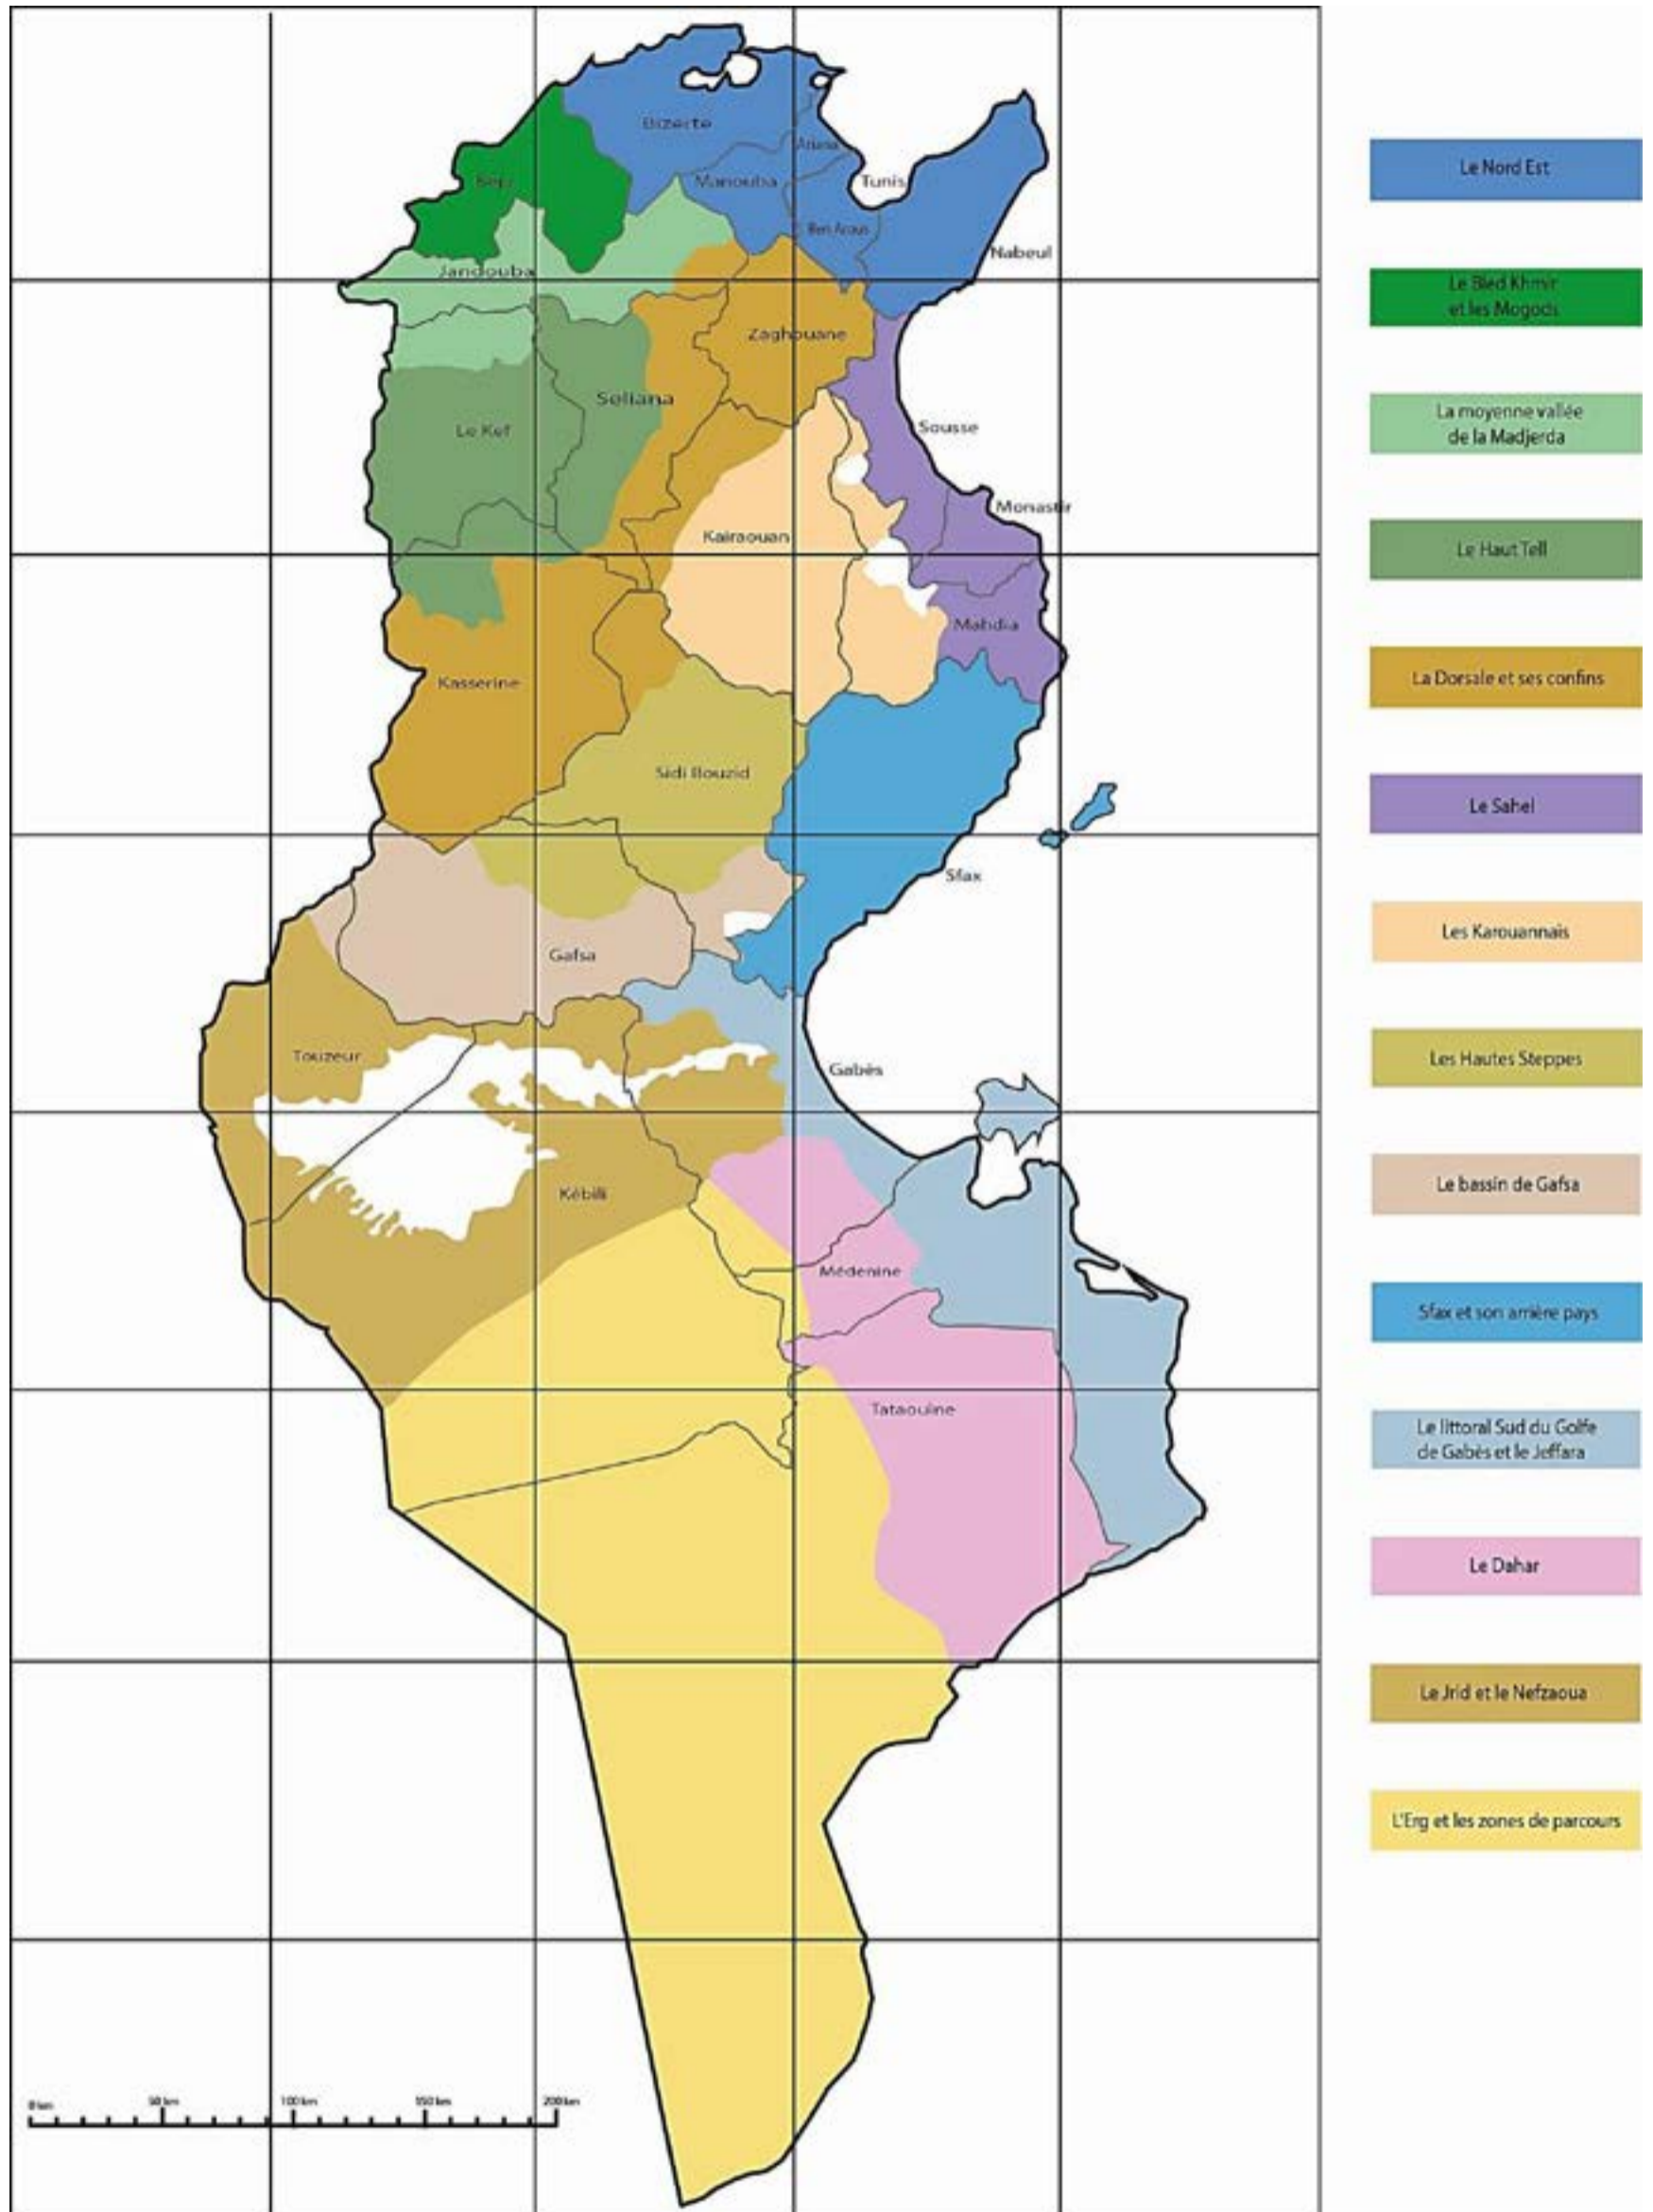 Bizerte
Ariana
Beja
Manouba
Tunis
Ben Arous
Nabeul
Jandouba
Zaghouane
Seliana
Le Kef
Sousse
Monastir
Kairaouan
Mahdia
Kasserine
Sidi Bouzid
Sfax
Gafsa
Touzeur
Gabès
Kébili
Médenine
Tataouine
0 km
50 km
100 km
150 km
200 km
Le Nord Est
Le Bled Khmir
et les Mogods
La moyenne vallée
de la Madjerda
Le Haut Tell
La Dorsale et ses confins
Le Sahel
Les Karouannais
Les Hautes Steppes
Le bassin de Gafsa
Sfax et son arrière pays
Le littoral Sud du Golfe
de Gabès et le Jeffara
Le Dahar
Le Jrid et le Nefzaoua
L'Erg et les zones de parcours